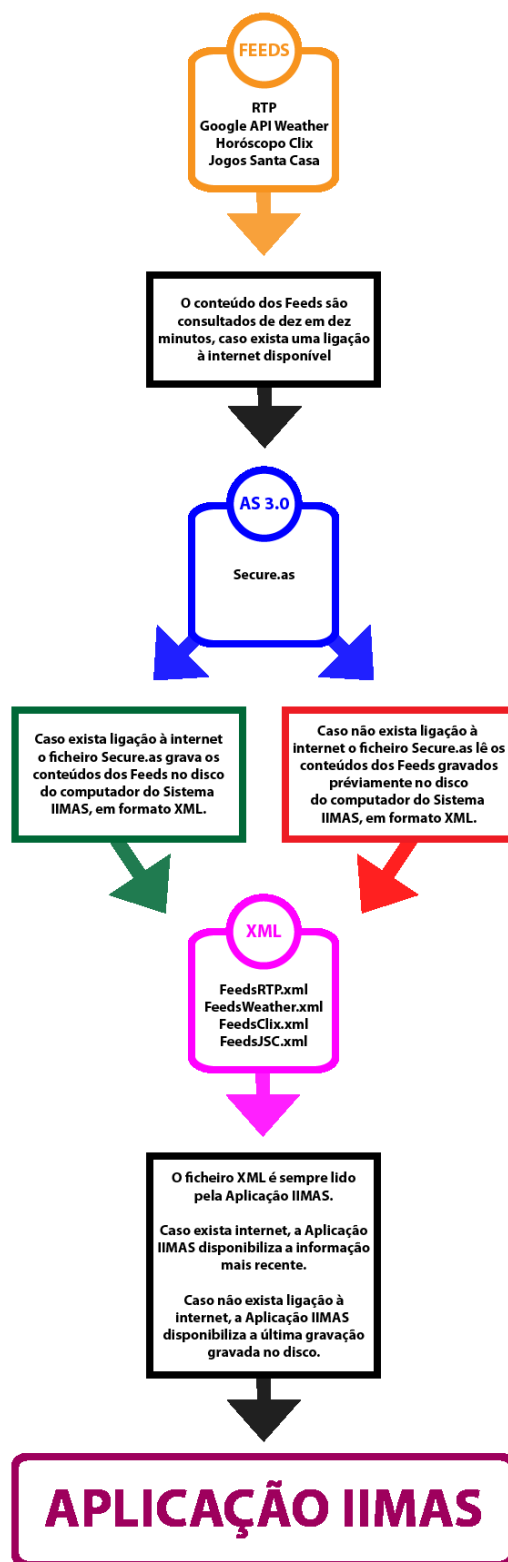 FEEDS
RTP
Google API Weather
Horóscopo Clix
Jogos Santa Casa
O conteúdo dos Feeds são
consultados de dez em dez
minutos, caso exista uma ligação
à internet disponível
AS 3.0
Secure.as
Caso exista ligação à internet
o ficheiro Secure.as grava os
conteúdos dos Feeds no disco
do computador do Sistema
IIMAS, em formato XML.
Caso não exista ligação à
internet o ficheiro Secure.as lê os
conteúdos dos Feeds gravados
préviamente no disco
do computador do Sistema
IIMAS, em formato XML.
XML
FeedsRTP.xml
FeedsWeather.xml
FeedsClix.xml
FeedsJSC.xml
O ficheiro XML é sempre lido
pela Aplicação IIMAS.
Caso exista internet, a Aplicação
IIMAS disponibiliza a informação
mais recente.
Caso não exista ligação à
internet, a Aplicação IIMAS
disponibiliza a última gravação
gravada no disco.
APLICAÇÃO IIMAS